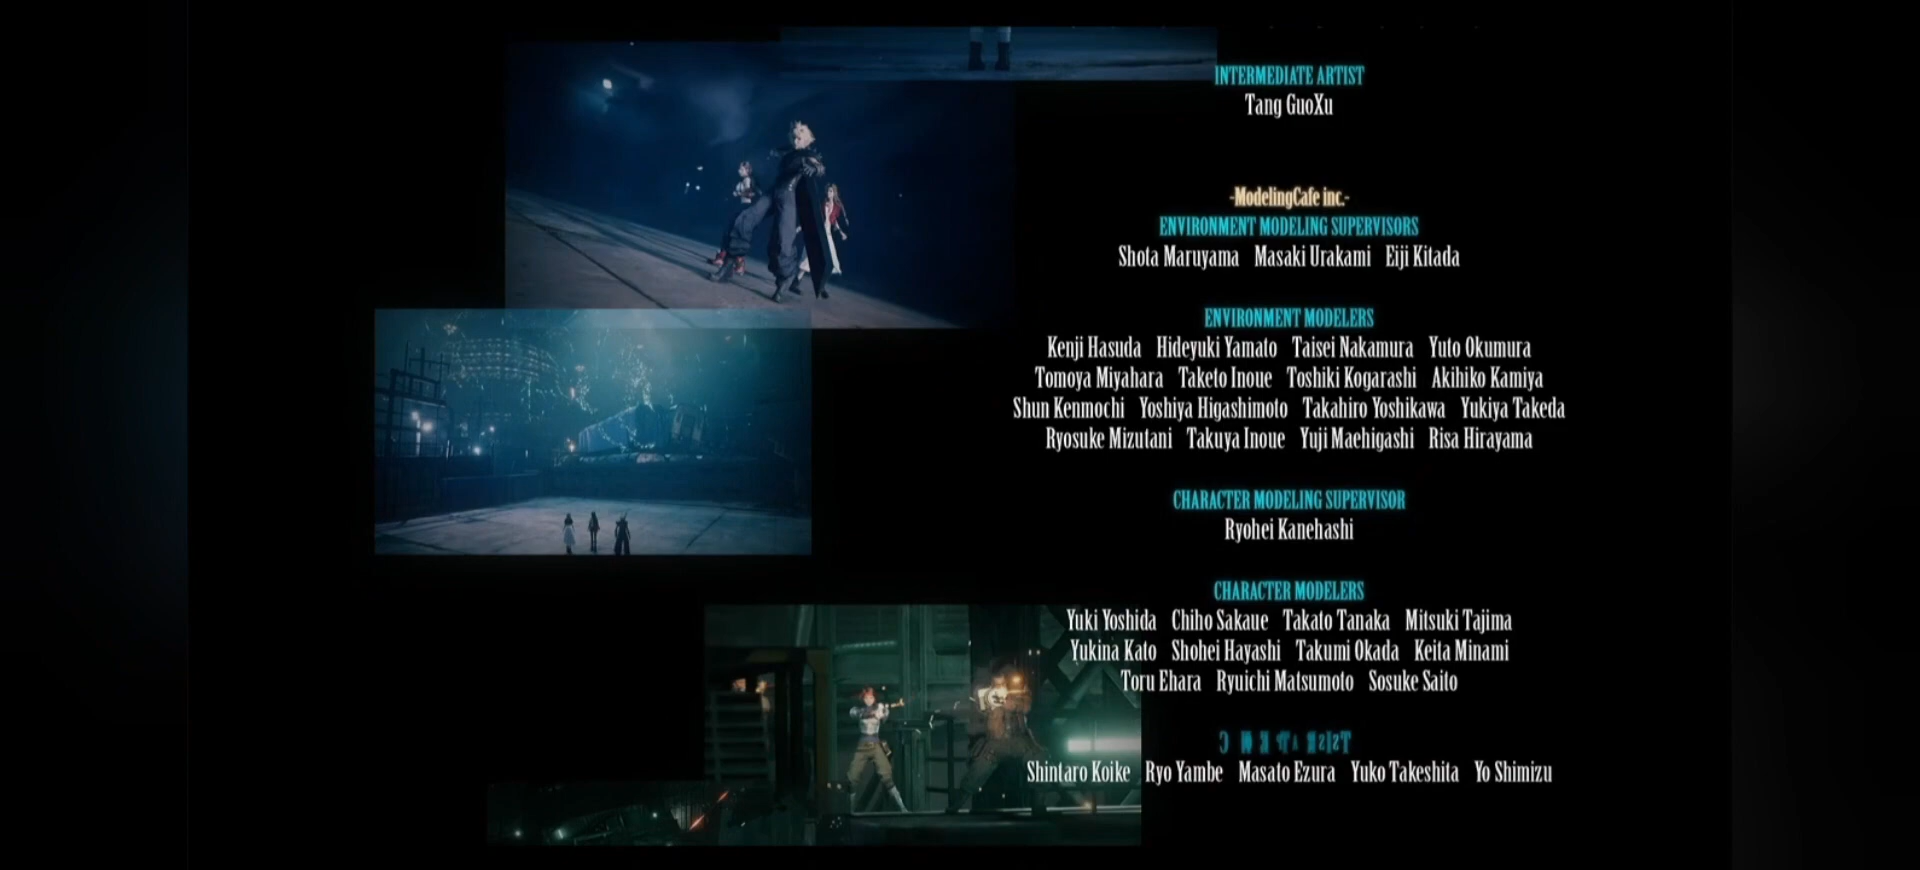 INTERMEDIATE ARTIST
Tang GuoXu
-ModelingCafe inc.-
ENVIRONMENT MODELING SUPERVISORS
Shota Maruyama Masaki Urakami Eiji Kitada
ENVIRONMENT MODELERS
Kenji Hasuda Hideyuki Yamato Taisei Nakamura Yuto Okumura
Tomoya Miyahara Taketo Inoue Toshiki Kogarashi Akihiko Kamiya
Shun Kenmochi Yoshiya Higashimoto Takahiro Yoshikawa Yukiya Takeda
Ryosuke Mizutani Takuya Inoue Yuji Maehigashi Risa Hirayama
CHARACTER MODELING SUPERVISOR
Ryohei Kanehashi
CHARACTER MODELERS
Yuki Yoshida Chiho Sakaue Takato Tanaka Mitsuki Tajima
Yukina Kato Shohei Hayashi Takumi Okada Keita Minami
Toru Ehara Ryuichi Matsumoto Sosuke Saito
Shintaro Koike Ryo Yambe Masato Ezura Yuko Takeshita Yo Shimizu